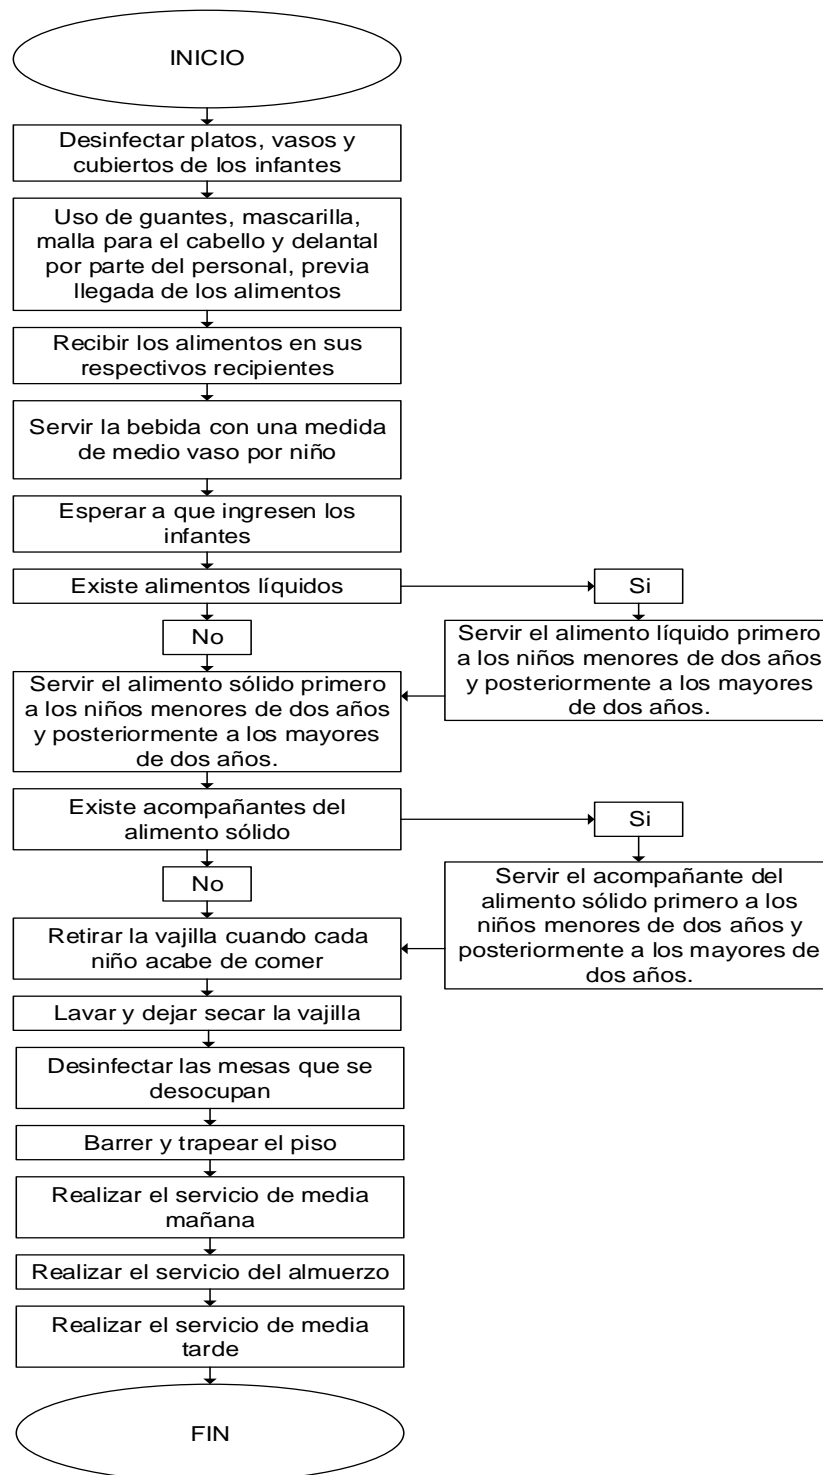 INICIO
Desinfectar platos, vasos y
cubiertos de los infantes
Uso de guantes, mascarilla,
malla para el cabello y delantal
por parte del personal, previa
llegada de los alimentos
Recibir los alimentos en sus
respectivos recipientes
Servir la bebida con una medida
de medio vaso por niño
Esperar a que ingresen los
infantes
Existe alimentos líquidos
Si
No
Servir el alimento líquido primero
a los niños menores de dos años
y posteriormente a los mayores
de dos años.
Servir el alimento sólido primero
a los niños menores de dos años
y posteriormente a los mayores
de dos años.
Existe acompañantes del
alimento sólido
Si
No
Servir el acompañante del
alimento sólido primero a los
niños menores de dos años y
posteriormente a los mayores de
dos años.
Retirar la vajilla cuando cada
niño acabe de comer
Lavar y dejar secar la vajilla
Desinfectar las mesas que se
desocupan
Barrer y trapear el piso
Realizar el servicio de media
mañana
Realizar el servicio del almuerzo
Realizar el servicio de media
tarde
FIN